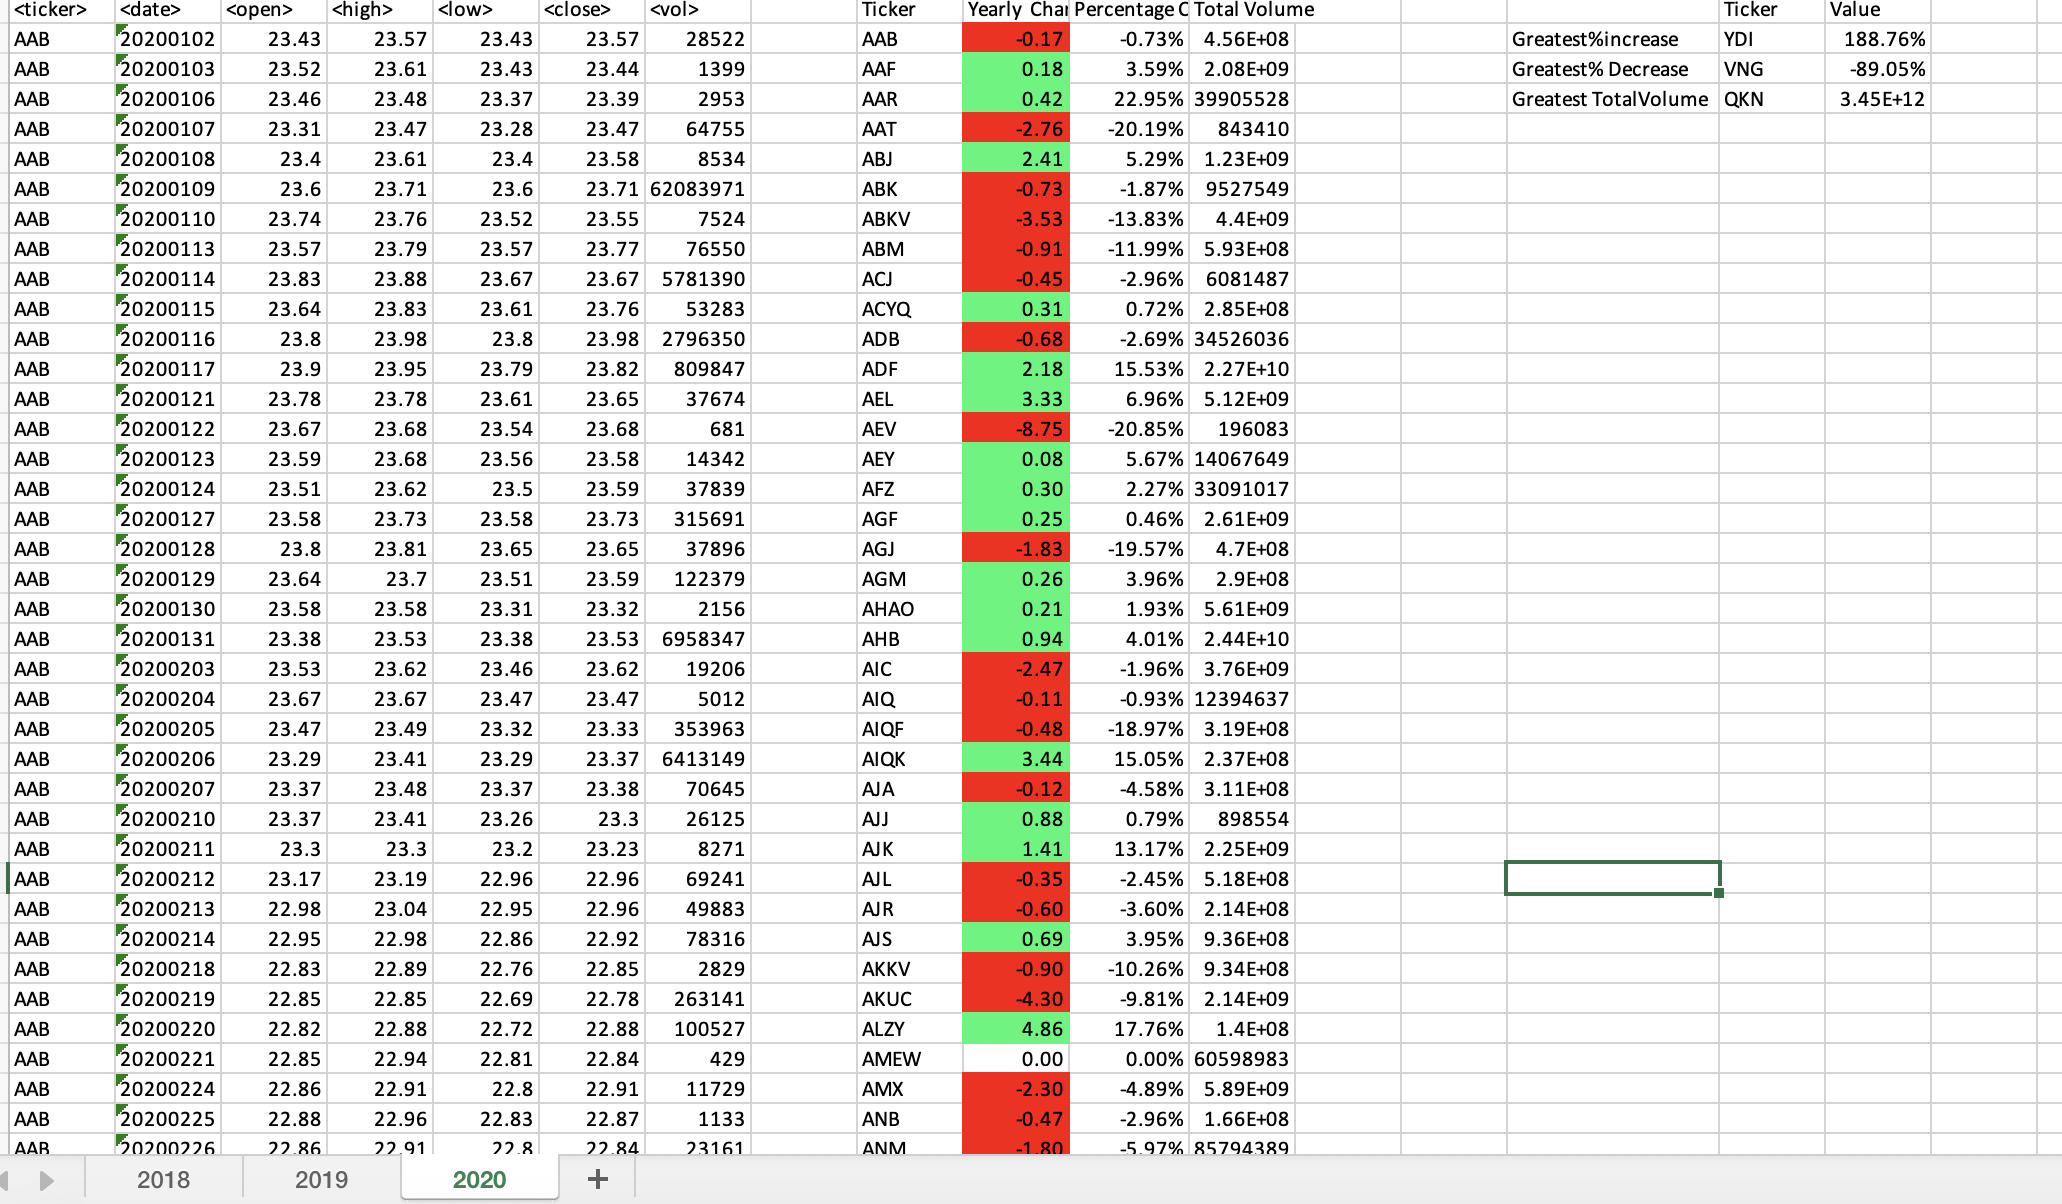 <ticker> <date> <open> <high> <low> <close> <vol> Ticker Yearly Char Percentage C Total Volume Ticker Value
AAB 20200102 23.43 23.57 23.43 23.57 28522 AAB -0.17 -0.73% 4.56E+08 Greatest%increase YDI 188.76%
AAB 20200103 23.52 23.61 23.43 23.44 1399 AAF 0.18 3.59% 2.08E+09 Greatest% Decrease VNG -89.05%
AAB 20200106 23.46 23.48 23.37 23.39 2953 AAR 0.42 22.95% 39905528 Greatest TotalVolume QKN 3.45E+12
AAB 20200107 23.31 23.47 23.28 23.47 64755 AAT -2.76 -20.19% 843410
AAB 20200108 23.4 23.61 23.4 23.58 8534 ABJ 2.41 5.29% 1.23E+09
AAB 20200109 23.6 23.71 23.6 23.71 62083971 ABK -0.73 -1.87% 9527549
AAB 20200110 23.74 23.76 23.52 23.55 7524 ABKV -3.53 -13.83% 4.4E+09
AAB 20200113 23.57 23.79 23.57 23.77 76550 ABM -0.91 -11.99% 5.93E+08
AAB 20200114 23.83 23.88 23.67 23.67 5781390 ACJ -0.45 -2.96% 6081487
AAB 20200115 23.64 23.83 23.61 23.76 53283 ACYQ 0.31 0.72% 2.85E+08
AAB 20200116 23.8 23.98 23.8 23.98 2796350 ADB -0.68 -2.69% 34526036
AAB 20200117 23.9 23.95 23.79 23.82 809847 ADF 2.18 15.53% 2.27E+10
AAB 20200121 23.78 23.78 23.61 23.65 37674 AEL 3.33 6.96% 5.12E+09
AAB 20200122 23.67 23.68 23.54 23.68 681 AEV -8.75 -20.85% 196083
AAB 20200123 23.59 23.68 23.56 23.58 14342 AEY 0.08 5.67% 14067649
AAB 20200124 23.51 23.62 23.5 23.59 37839 AFZ 0.30 2.27% 33091017
AAB 20200127 23.58 23.73 23.58 23.73 315691 AGF 0.25 0.46% 2.61E+09
AAB 20200128 23.8 23.81 23.65 23.65 37896 AGJ -1.83 -19.57% 4.7E+08
AAB 20200129 23.64 23.7 23.51 23.59 122379 AGM 0.26 3.96% 2.9E+08
AAB 20200130 23.58 23.58 23.31 23.32 2156 AHAO 0.21 1.93% 5.61E+09
AAB 20200131 23.38 23.53 23.38 23.53 6958347 AHB 0.94 4.01% 2.44E+10
AAB 20200203 23.53 23.62 23.46 23.62 19206 AIC -2.47 -1.96% 3.76E+09
AAB 20200204 23.67 23.67 23.47 23.47 5012 AIQ -0.11 -0.93% 12394637
AAB 20200205 23.47 23.49 23.32 23.33 353963 AIQF -0.48 -18.97% 3.19E+08
AAB 20200206 23.29 23.41 23.29 23.37 6413149 AIQK 3.44 15.05% 2.37E+08
AAB 20200207 23.37 23.48 23.37 23.38 70645 AJA -0.12 -4.58% 3.11E+08
AAB 20200210 23.37 23.41 23.26 23.3 26125 AJJ 0.88 0.79% 898554
AAB 20200211 23.3 23.3 23.2 23.23 8271 AJK 1.41 13.17% 2.25E+09
AAB 20200212 23.17 23.19 22.96 22.96 69241 AJL -0.35 -2.45% 5.18E+08
AAB 20200213 22.98 23.04 22.95 22.96 49883 AJR -0.60 -3.60% 2.14E+08
AAB 20200214 22.95 22.98 22.86 22.92 78316 AJS 0.69 3.95% 9.36E+08
AAB 20200218 22.83 22.89 22.76 22.85 2829 AKKV -0.90 -10.26% 9.34E+08
AAB 20200219 22.85 22.85 22.69 22.78 263141 AKUC -4.30 -9.81% 2.14E+09
AAB 20200220 22.82 22.88 22.72 22.88 100527 ALZY 4.86 17.76% 1.4E+08
AAB 20200221 22.85 22.94 22.81 22.84 429 AMEW 0.00 0.00% 60598983
AAB 20200224 22.86 22.91 22.8 22.91 11729 AMX -2.30 -4.89% 5.89E+09
AAB 20200225 22.88 22.96 22.83 22.87 1133 ANB -0.47 -2.96% 1.66E+08
AAB 20200226 22.86 22.91 22.8 22.84 23161 ANM -1.80 -5.97% 85794389
2018 2019 2020 +